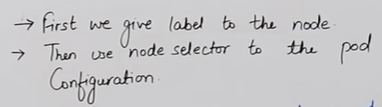 → First we give label to the node.
→ Then use node selector to the pod
Configuration.